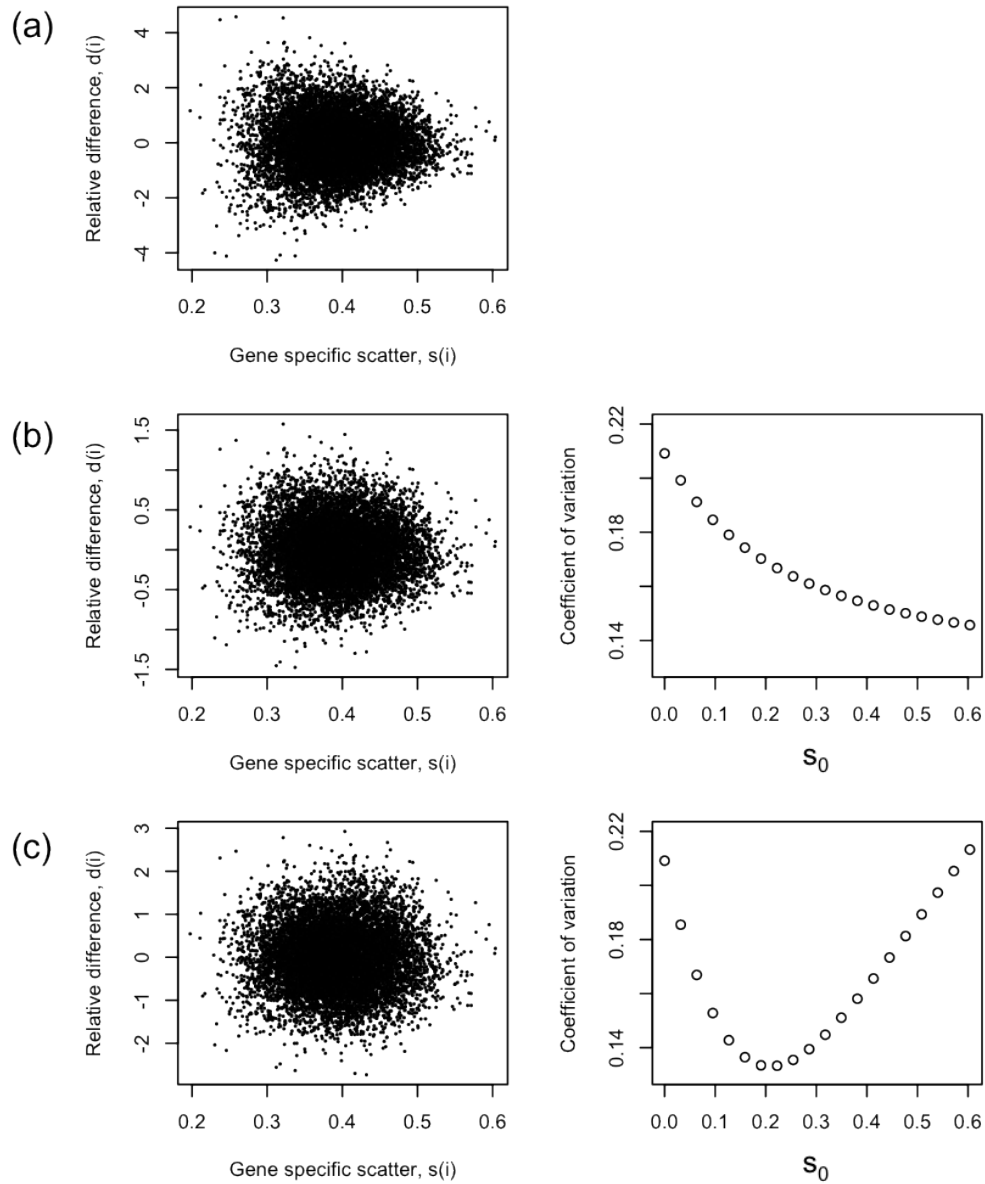 (a)
Relative difference, d(i)
4
2
0
-2
-4
0.2 0.3 0.4 0.5 0.6
Gene specific scatter, s(i)
(b)
Relative difference, d(i)
1.5
0.5
-0.5
-1.5
0.2 0.3 0.4 0.5 0.6
Gene specific scatter, s(i)
Coefficient of variation
0.22
0.18
0.14
0.0 0.1 0.2 0.3 0.4 0.5 0.6
s0
(c)
Relative difference, d(i)
3
2
1
0
-1
-2
0.2 0.3 0.4 0.5 0.6
Gene specific scatter, s(i)
Coefficient of variation
0.22
0.18
0.14
0.0 0.1 0.2 0.3 0.4 0.5 0.6
s0